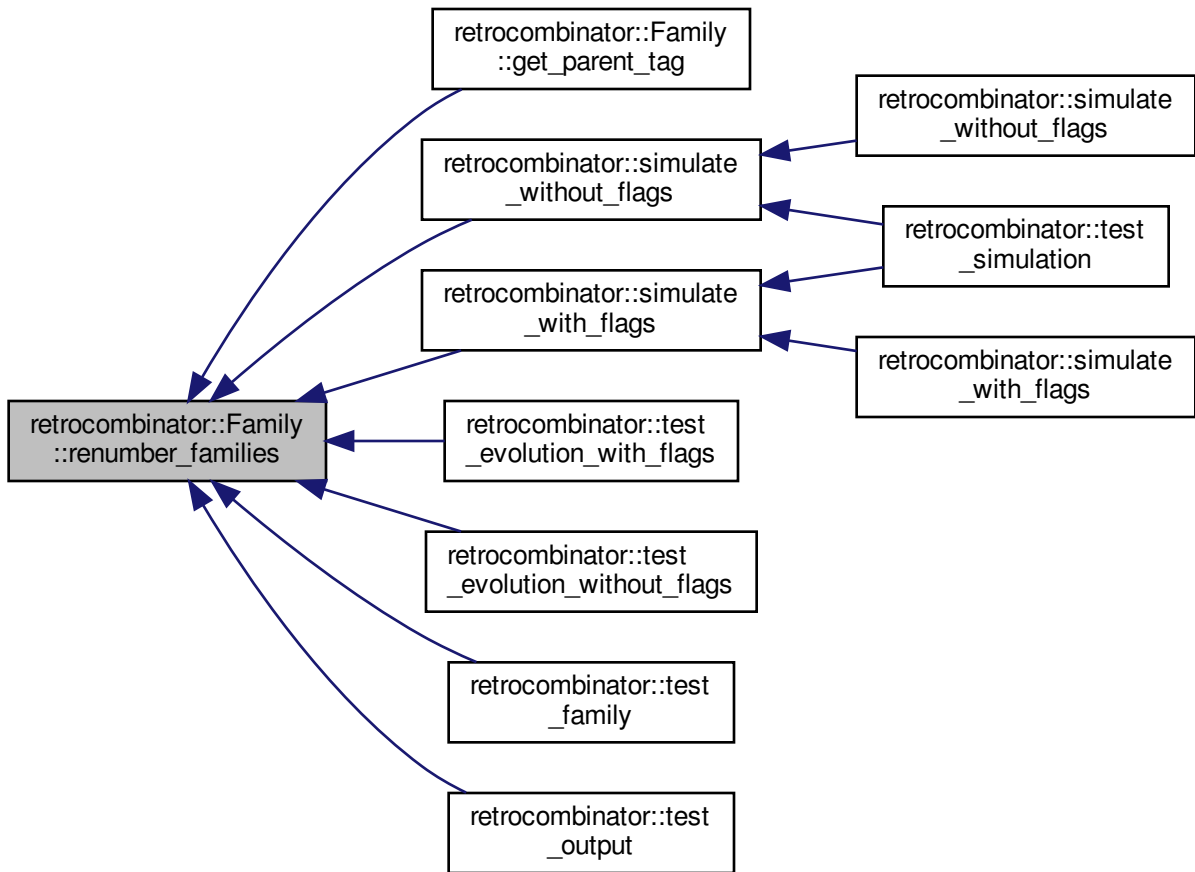 retrocombinator::Family
::get_parent_tag
retrocombinator::simulate
_without_flags
retrocombinator::simulate
_without_flags
retrocombinator::test
_simulation
retrocombinator::simulate
_with_flags
retrocombinator::simulate
_with_flags
retrocombinator::Family
::renumber_families
retrocombinator::test
_evolution_with_flags
retrocombinator::test
_evolution_without_flags
retrocombinator::test
_family
retrocombinator::test
_output